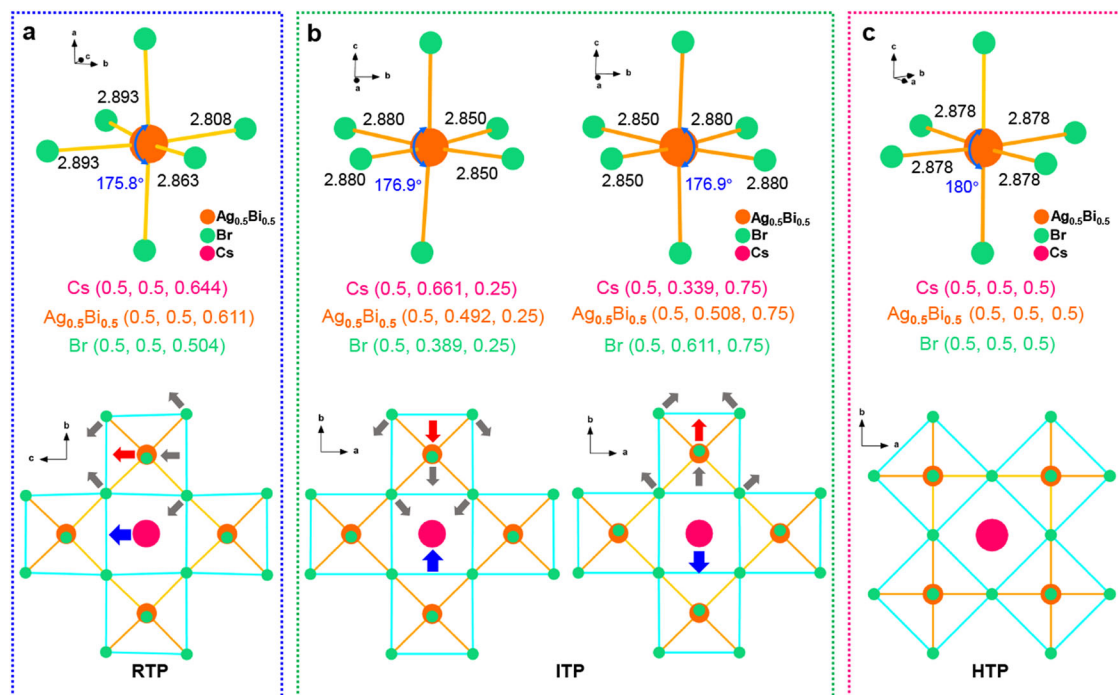 a
a
c
b
2.893
2.808
2.893
2.863
175.8°
Ag0.5Bi0.5
Br
Cs
Cs (0.5, 0.5, 0.644)
Ag0.5Bi0.5 (0.5, 0.5, 0.611)
Br (0.5, 0.5, 0.504)
b
c
RTP
b
c
b
a
2.880
2.850
2.880
2.850
176.9°
Cs (0.5, 0.661, 0.25)
Ag0.5Bi0.5 (0.5, 0.492, 0.25)
Br (0.5, 0.389, 0.25)
b
a
c
b
a
2.850
2.880
2.850
2.880
176.9°
Ag0.5Bi0.5
Br
Cs
Cs (0.5, 0.339, 0.75)
Ag0.5Bi0.5 (0.5, 0.508, 0.75)
Br (0.5, 0.611, 0.75)
b
a
ITP
c
c
b
a
2.878
2.878
2.878
2.878
180°
Ag0.5Bi0.5
Br
Cs
Cs (0.5, 0.5, 0.5)
Ag0.5Bi0.5 (0.5, 0.5, 0.5)
Br (0.5, 0.5, 0.5)
b
a
HTP